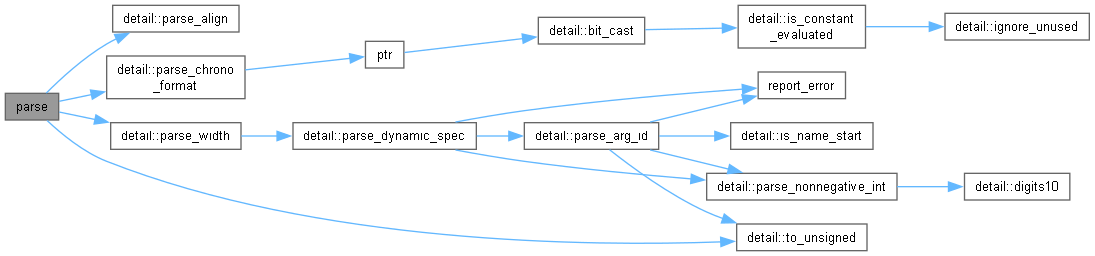 parse
detail::parse_align
detail::parse_chrono
_format
detail::parse_width
ptr
detail::parse_dynamic_spec
detail::bit_cast
detail::parse_arg_id
detail::is_constant
_evaluated
report_error
detail::is_name_start
detail::parse_nonnegative_int
detail::to_unsigned
detail::ignore_unused
detail::digits10